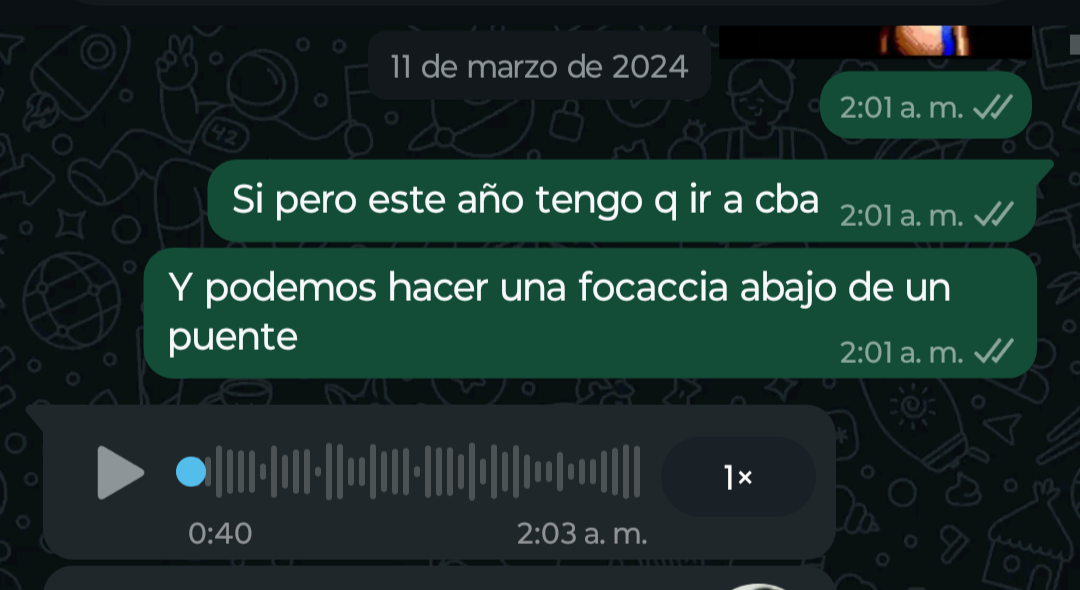 11 de marzo de 2024
2:01 a. m.
Si pero este año tengo q ir a cba
2:01 a. m.
Y podemos hacer una focaccia abajo de un
puente
2:01 a. m.
1×
0:40
2:03 a. m.
42